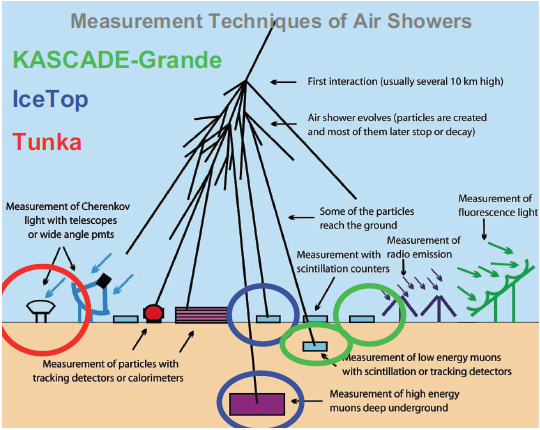 Measurement Techniques of Air Showers
KASCADE-Grande
IceTop
Tunka
First interaction (usually several 10 km high)
Air shower evolves (particles are created
and most of them later stop or decay)
Measurement of Cherenkov
light with telescopes
or wide angle pmts
Some of the particles
reach the ground
Measurement of
fluorescence light
Measurement with
scintillation counters
Measurement of
radio emission
Measurement of particles with
tracking detectors or calorimeters
Measurement of low energy muons
with scintillation or tracking detectors
Measurement of high energy
muons deep underground